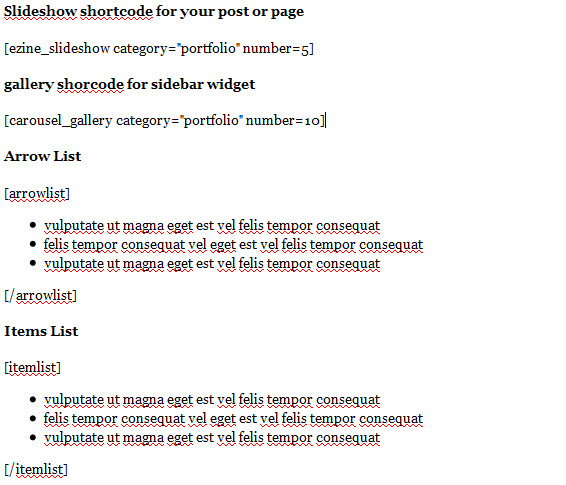 Slideshow shortcode for your post or page
[ezine_slideshow category="portfolio" number=5]
gallery shorcode for sidebar widget
[carousel_gallery category="portfolio" number=10]
Arrow List
[arrowlist]
• vulputate ut magna eget est vel felis tempor consequat
• felis tempor consequat vel eget est vel felis tempor consequat
• vulputate ut magna eget est vel felis tempor consequat
[/arrowlist]
Items List
[itemlist]
• vulputate ut magna eget est vel felis tempor consequat
• felis tempor consequat vel eget est vel felis tempor consequat
• vulputate ut magna eget est vel felis tempor consequat
[/itemlist]